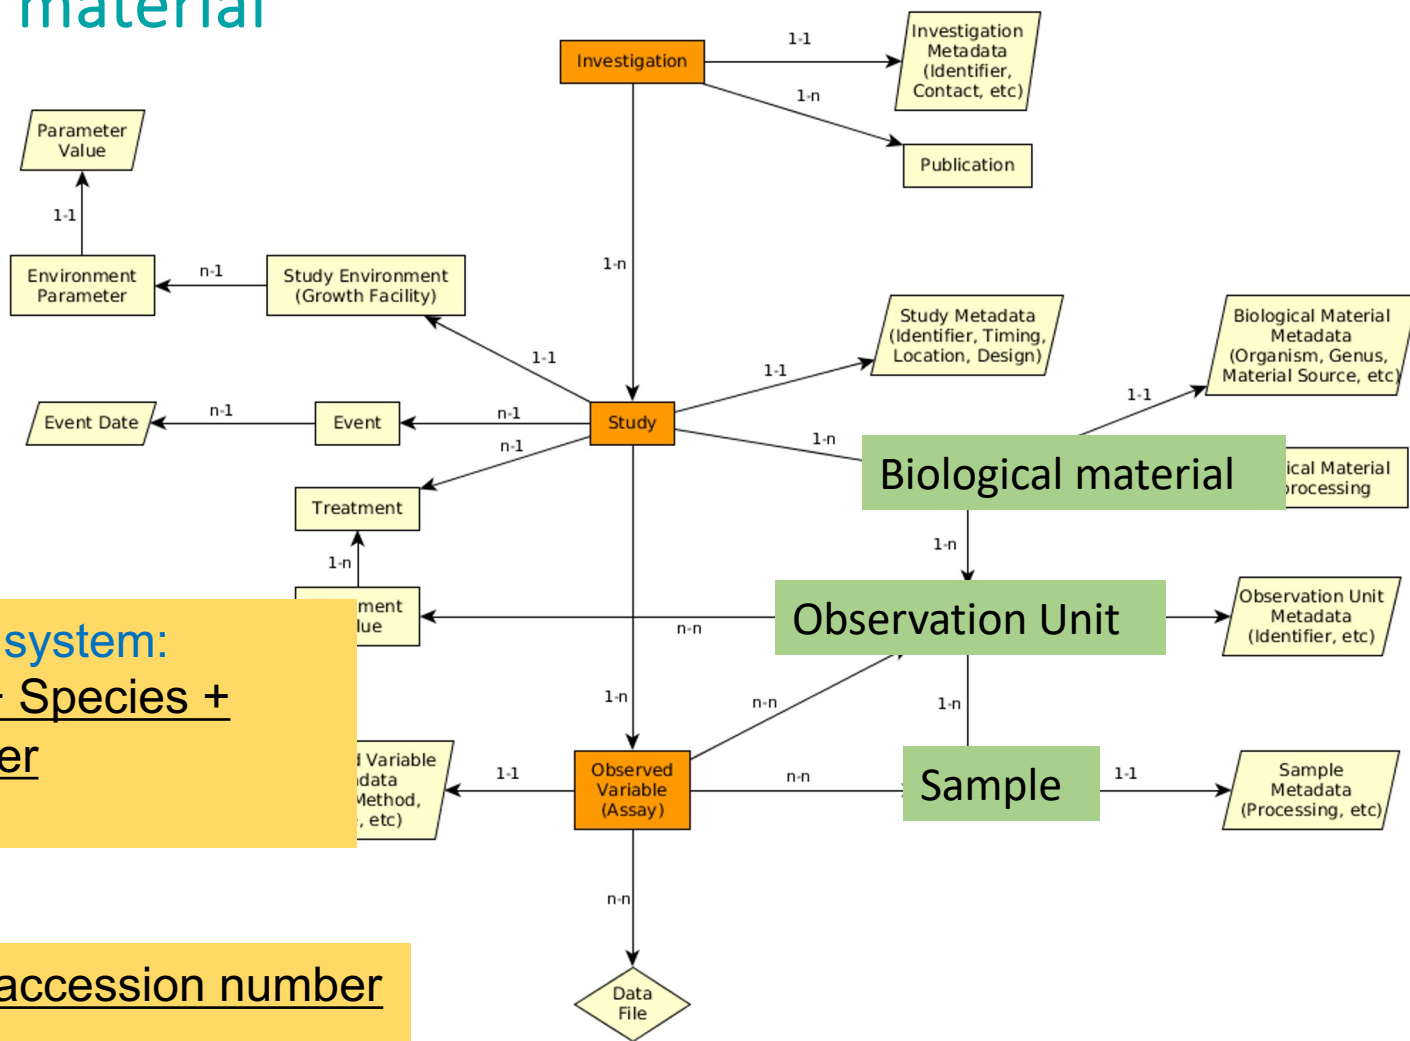 material
Investigation
1-1
Investigation
Metadata
(Identifier,
Contact, etc)
1-n
Publication
Parameter
Value
1-1
Environment
Parameter
n-1
Study Environment
(Growth Facility)
1-n
1-1
Study Metadata
(Identifier, Timing,
Location, Design)
1-1
Biological Material
Metadata
(Organism, Genus,
Material Source, etc)
1-1
Event Date
n-1
Event
n-1
Study
n-1
1-n
Biological material
ical Material
rocessing
Treatment
1-n
1-n
ment
lue
n-n
Observation Unit
Observation Unit
Metadata
(Identifier, etc)
system:
+ Species +
er
1-n
n-n
1-n
d Variable
data
Method,
, etc)
1-1
Observed
Variable
(Assay)
n-n
Sample
1-1
Sample
Metadata
(Processing, etc)
n-n
accession number
Data
File